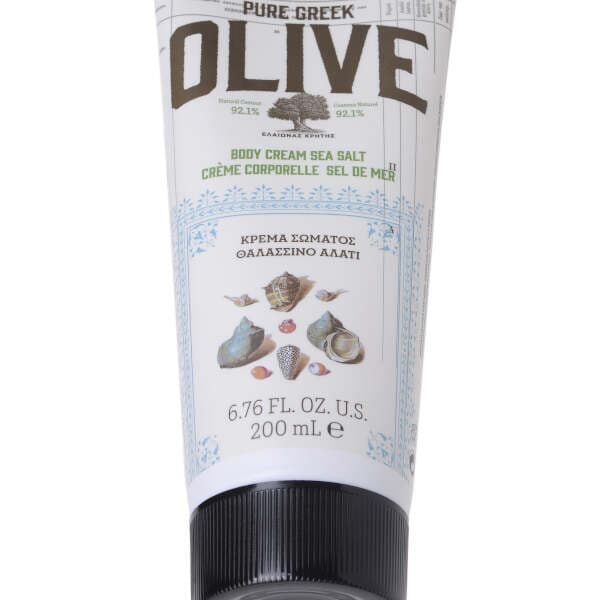 PURE GREEK
OLIVE
Natural Content
92.1%
Contenu Naturel
92.1%
ΕΛΑΙΩΝΑΣ ΚΡΗΤΗΣ
BODY CREAM SEA SALT
CRÈME CORPORELLE SEL DE MER
ΚΡΕΜΑ ΣΩΜΑΤΟΣ
ΘΑΛΑΣΣΙΝΟ ΑΛΑΤΙ
6.76 FL. OZ. U.S.
200 mL e